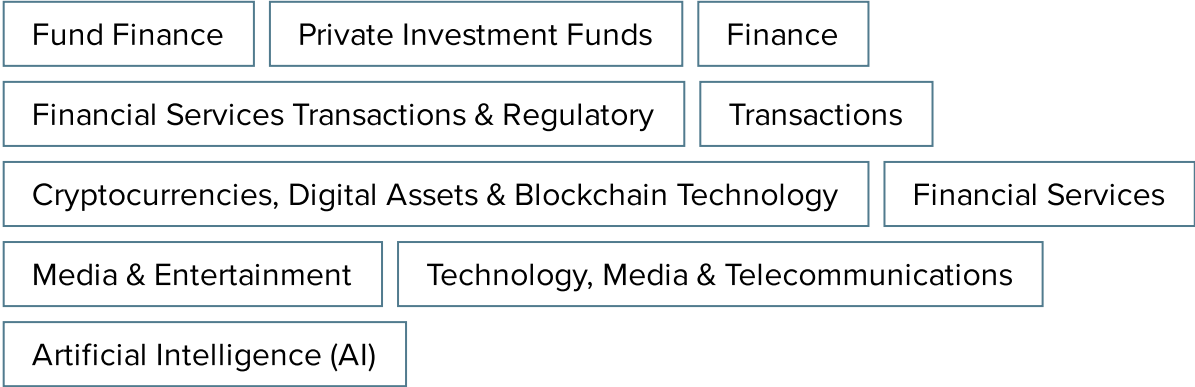 Fund Finance Private Investment Funds Finance
Financial Services Transactions & Regulatory Transactions
Cryptocurrencies, Digital Assets & Blockchain Technology Financial Services
Media & Entertainment Technology, Media & Telecommunications
Artificial Intelligence (AI)